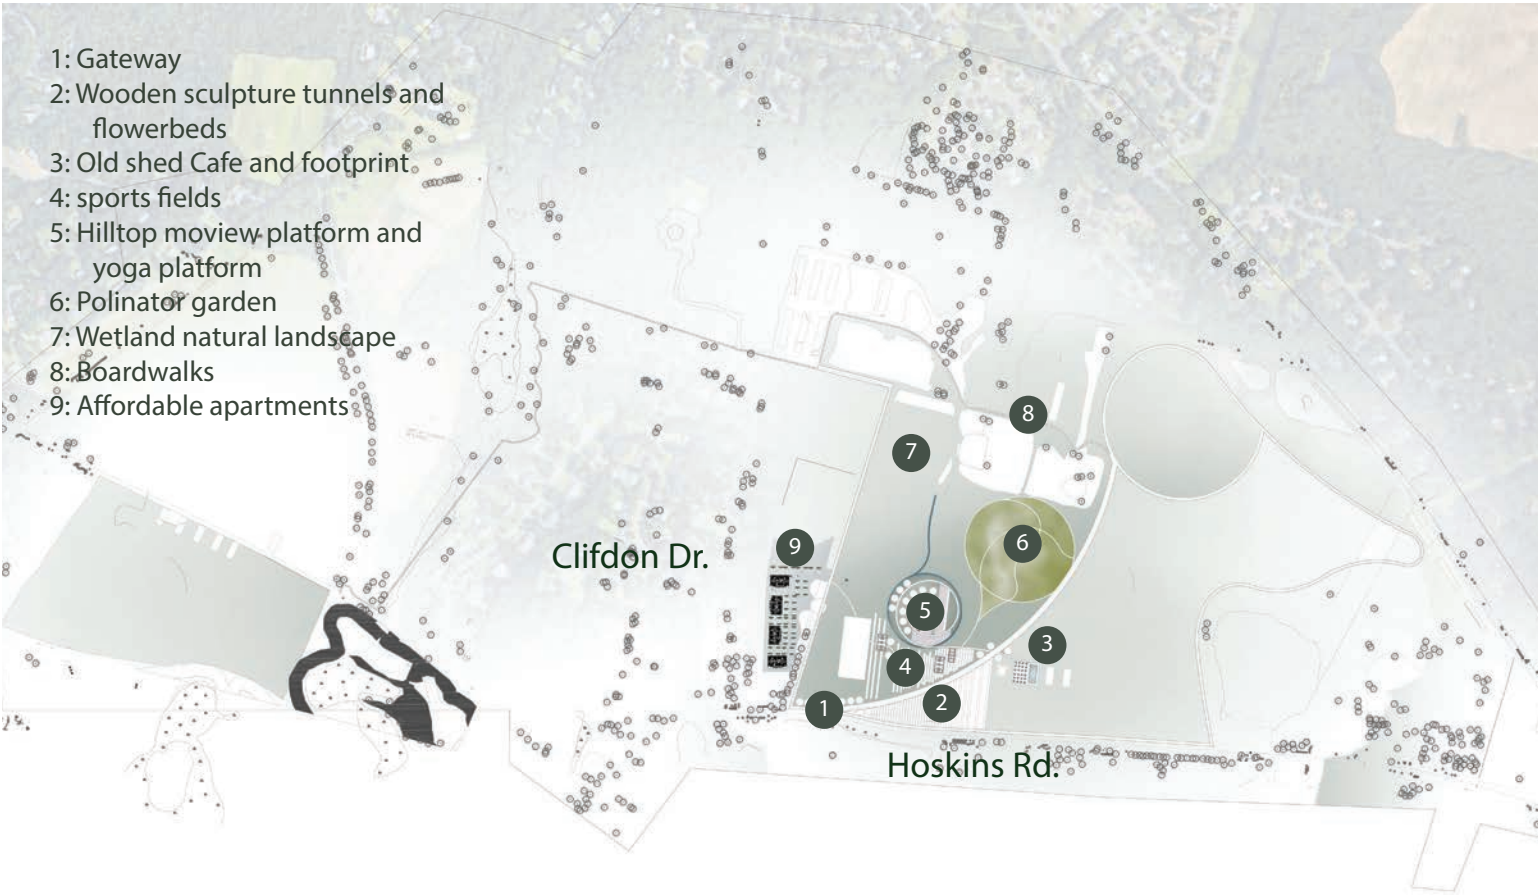 1: Gateway
2: Wooden sculpture tunnels and
flowerbeds
3: Old shed Cafe and footprint
4: sports fields
5: Hilltop moview platform and
yoga platform
6: Polinator garden
7: Wetland natural landscape
8: Boardwalks
9: Affordable apartments
8
7
6
9
Clifdon Dr.
5
3
4
2
1
Hoskins Rd.